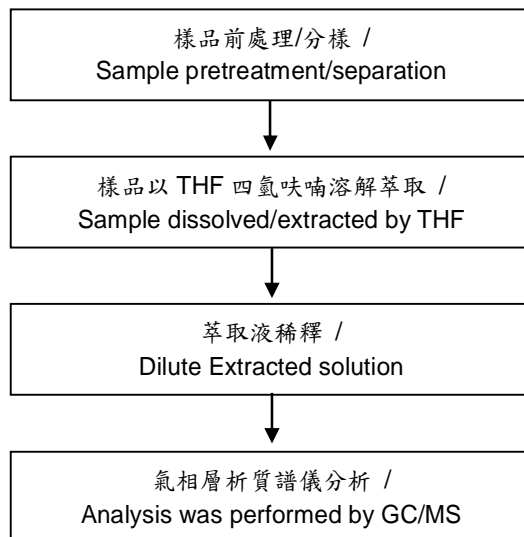 樣品前處理/分樣 /
Sample pretreatment/separation
樣品以 THF 四氫呋喃溶解萃取 /
Sample dissolved/extracted by THF
萃取液稀釋 /
Dilute Extracted solution
氣相層析質譜儀分析 /
Analysis was performed by GC/MS